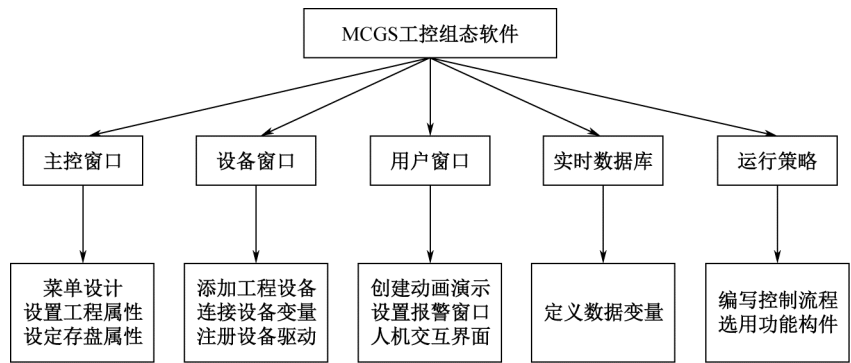 MCGS工控组态软件
主控窗口
设备窗口
用户窗口
实时数据库
运行策略
菜单设计
设置工程属性
设定存盘属性
添加工程设备
连接设备变量
注册设备驱动
创建动画演示
设置报警窗口
人机交互界面
定义数据变量
编写控制流程
选用功能构件